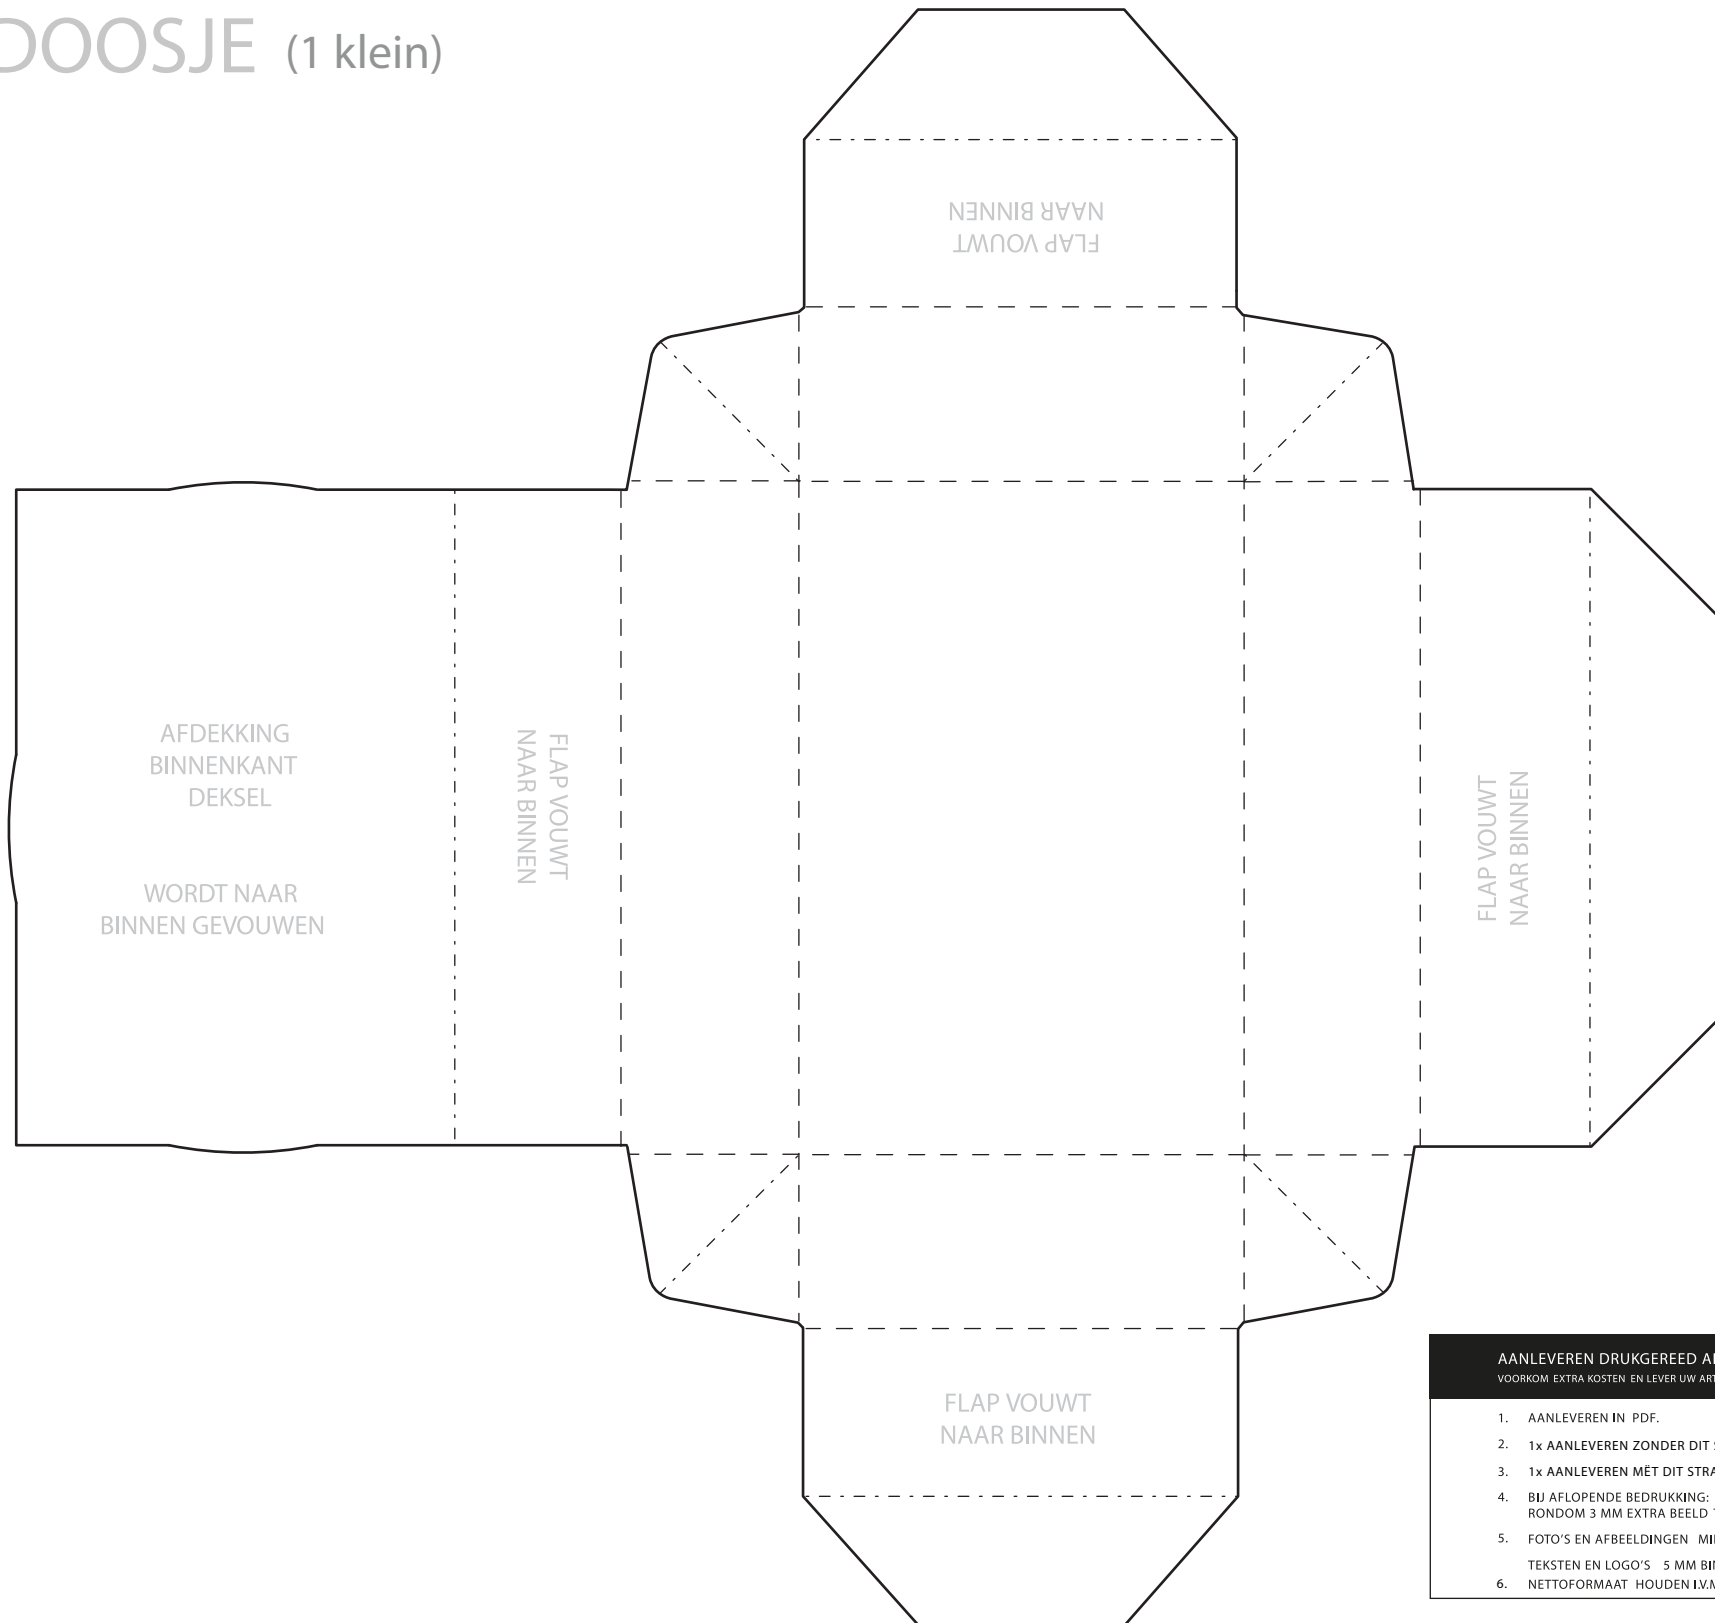 DOOSJE (1 klein)
FLAP VOUWT
NAAR BINNEN
AFDEKKING
BINNENKANT
DEKSEL
WORDT NAAR
BINNEN GEVOUWEN
FLAP VOUWT
NAAR BINNEN
FLAP VOUWT
NAAR BINNEN
FLAP VOUWT
NAAR BINNEN
AANLEVEREN DRUKGEREED
VOORKOM EXTRA KOSTEN EN LEVER UW
1. AANLEVEREN IN PDF.
2. 1x AANLEVEREN ZONDER DIT
3. 1x AANLEVEREN MËT DIT
4. BIJ AFLOPENDE BEDRUKKING:
RONDOM 3 MM EXTRA BEELD
5. FOTO'S EN AFBEELDINGEN
TEKSTEN EN LOGO'S 5 MM
6. NETTOFORMAAT HOUDEN